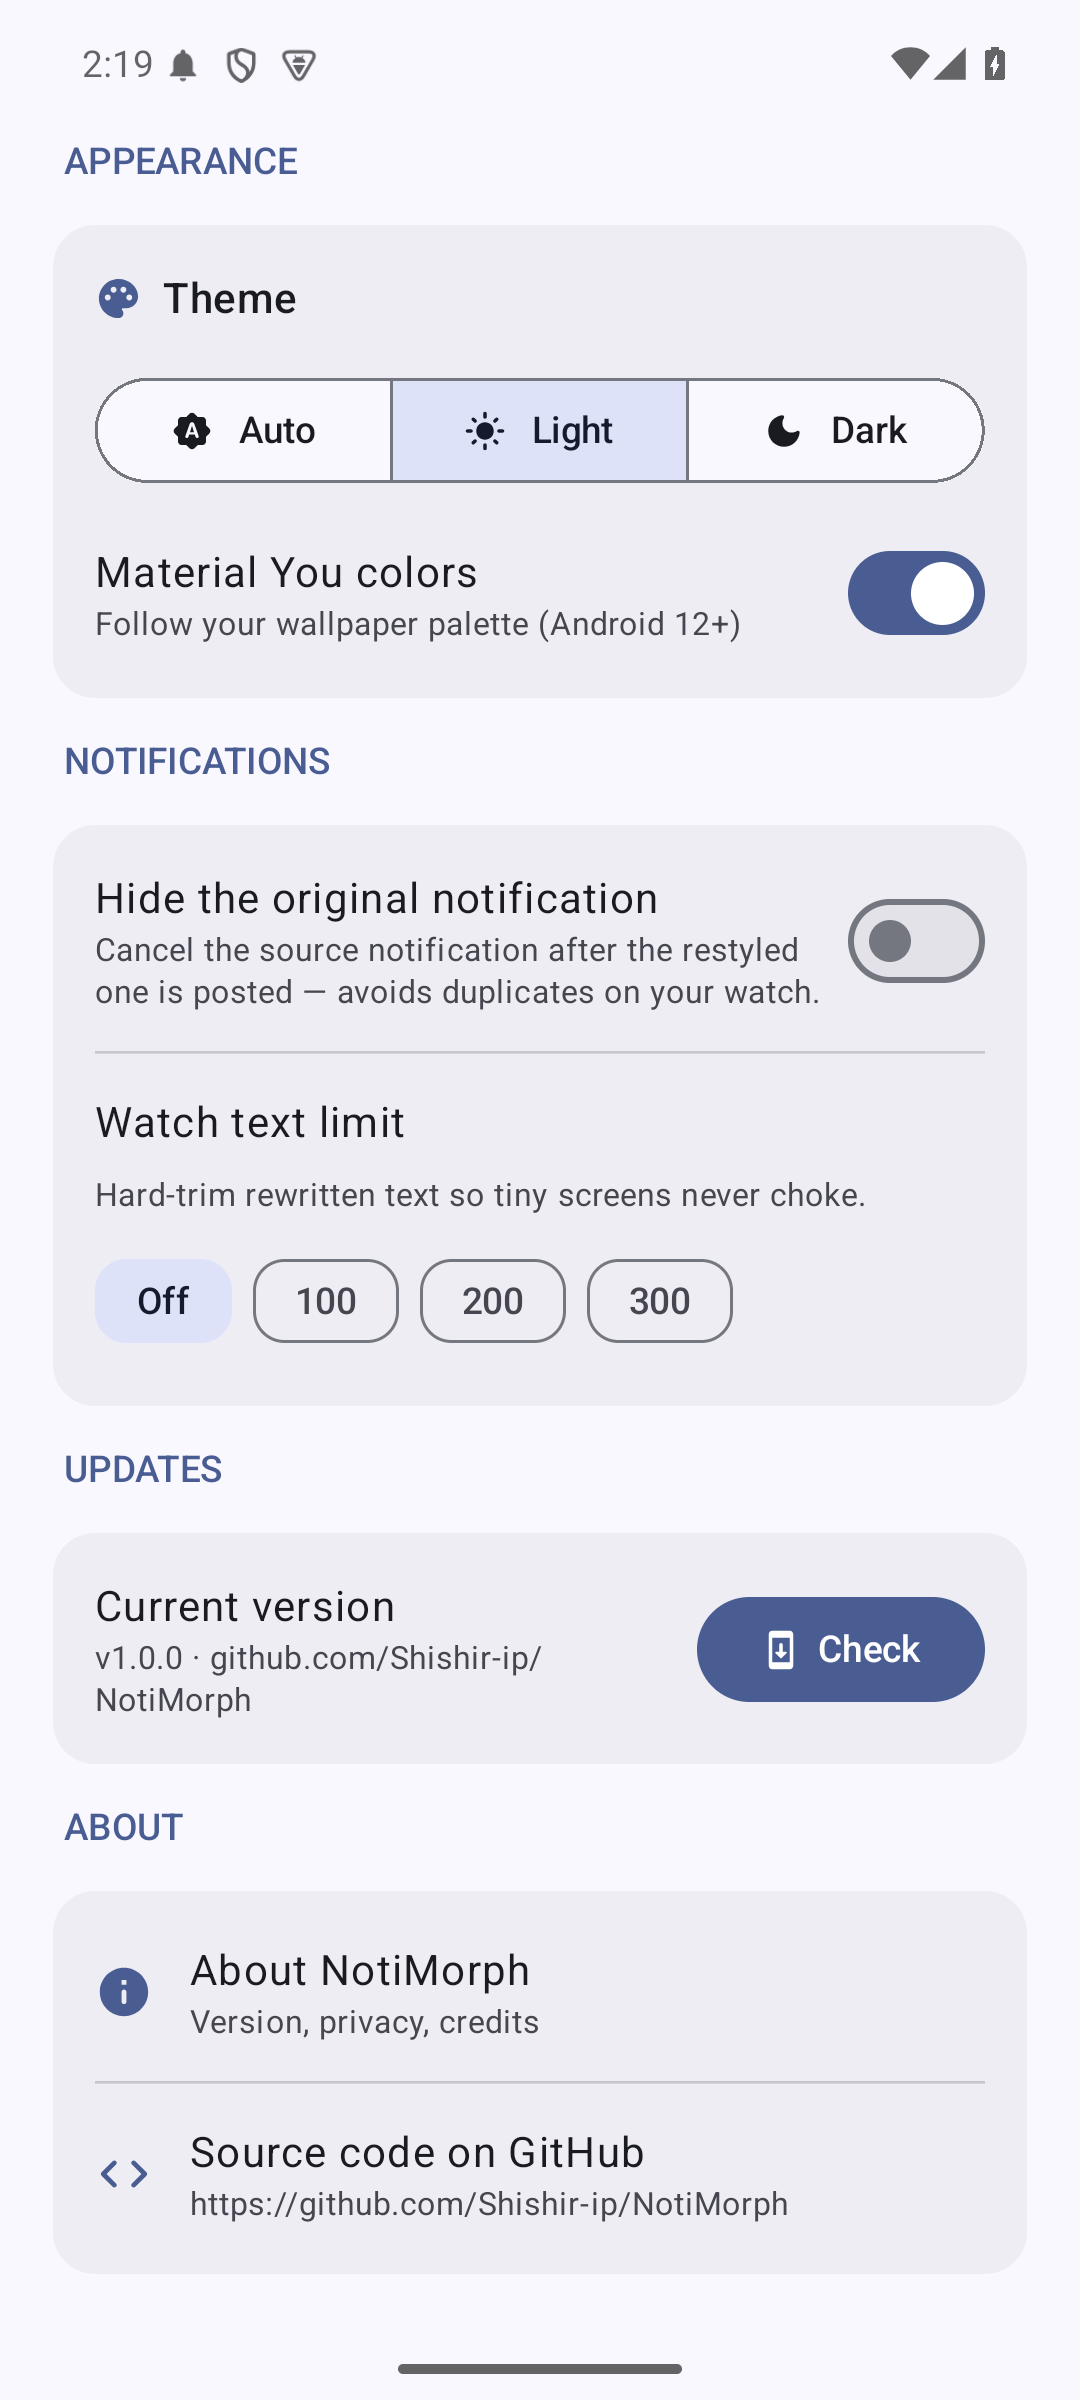 2:19
APPEARANCE
Theme
Auto
Light
Dark
Material You colors
Follow your wallpaper palette (Android 12+)
NOTIFICATIONS
Hide the original notification
Cancel the source notification after the restyled
one is posted — avoids duplicates on your watch.
Watch text limit
Hard-trim rewritten text so tiny screens never choke.
Off
100
200
300
UPDATES
Current version
v1.0.0 · github.com/Shishir-ip/
NotiMorph
Check
ABOUT
About NotiMorph
Version, privacy, credits
Source code on GitHub
https://github.com/Shishir-ip/NotiMorph